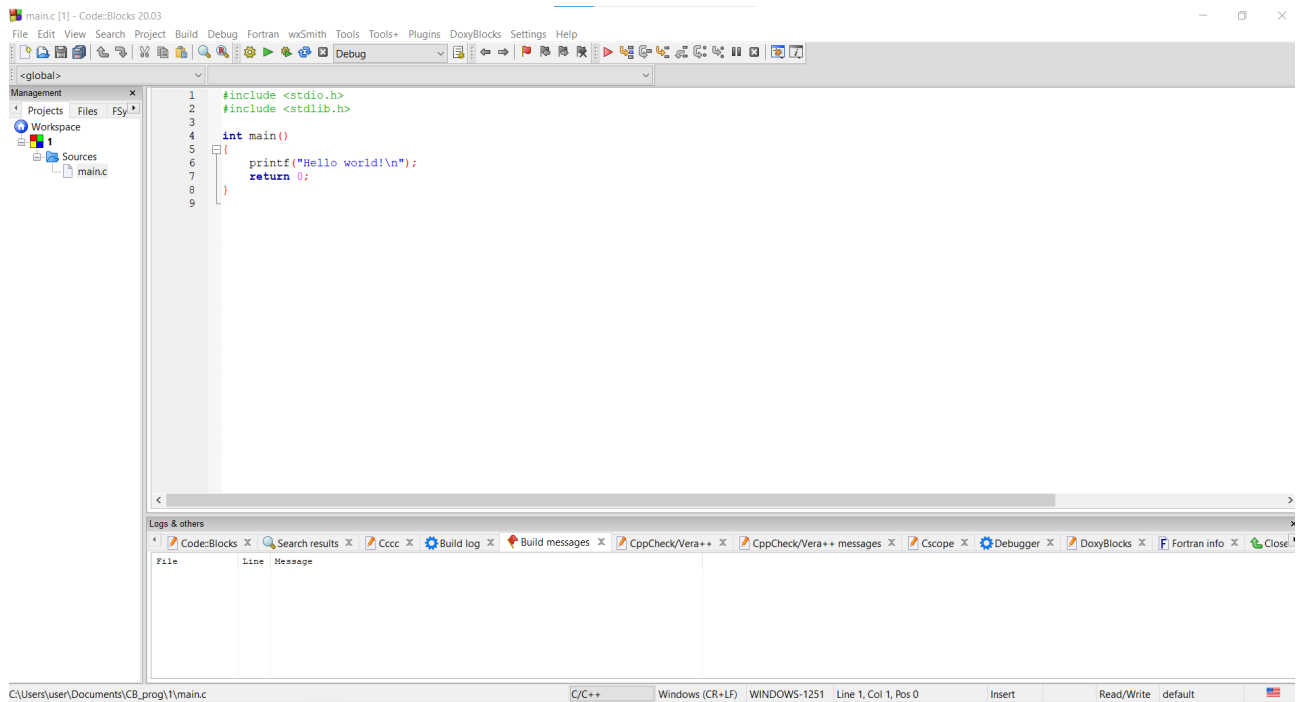 main.c [1] - Code::Blocks 20.03
File Edit View Search Project Build Debug Fortran wxSmith Tools Tools+ Plugins DoxyBlocks Settings Help
Debug
<global>
Management
Projects Files FSy
Workspace
1
Sources
main.c
1 #include <stdio.h>
2 #include <stdlib.h>
3
4 int main()
5 {
6 printf("Hello world!\n");
7 return 0;
8 }
9
Logs & others
Code::Blocks Search results Cccc Build log Build messages CppCheck/Vera++ CppCheck/Vera++ messages Cscope Debugger DoxyBlocks Fortran info Close
File Line Message
C:\Users\user\Documents\CB_prog\1\main.c C/C++ Windows (CR+LF) WINDOWS-1251 Line 1, Col 1, Pos 0 Insert Read/Write default